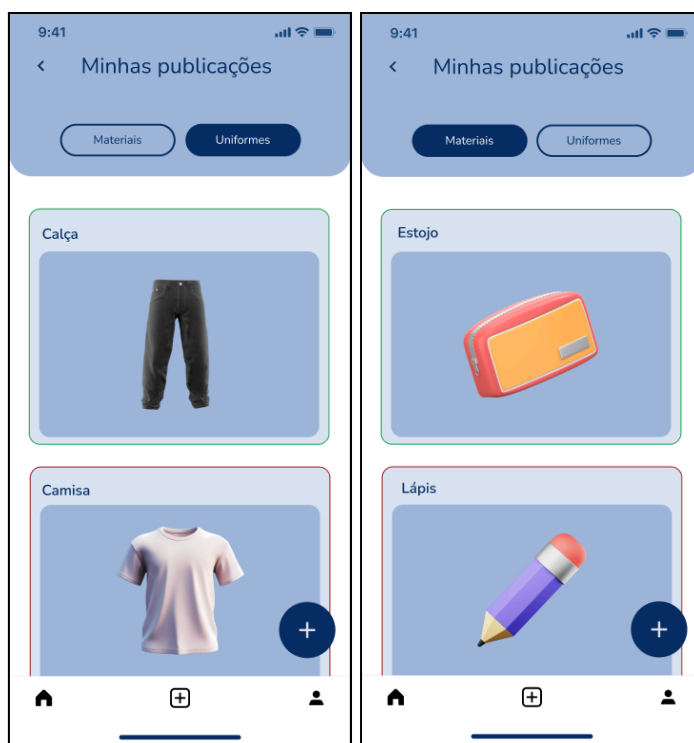 9:41
Minhas publicações
Materiais
Uniformes
Calça
Camisa
9:41
Minhas publicações
Materiais
Uniformes
Estojo
Lápis